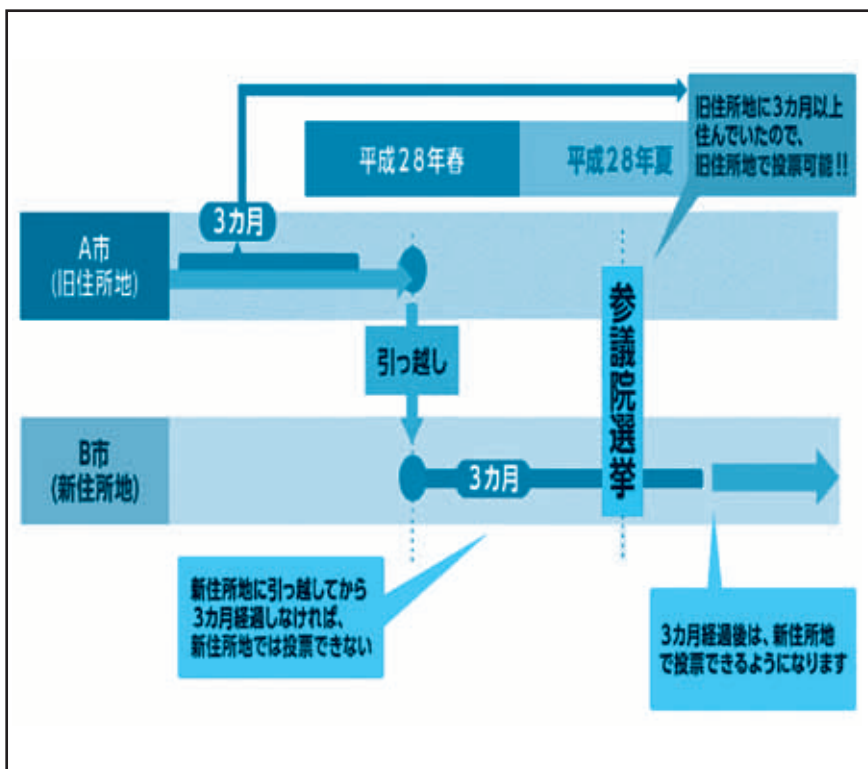 旧住所地に3カ月以上
住んでいたので、
旧住所地で投票可能!!
平成28年春
平成28年夏
3カ月
A市
(旧住所地)
引っ越し
参議院選挙
B市
(新住所地)
3カ月
新住所地に引っ越してから
3カ月経過しなければ、
新住所地では投票できない
3カ月経過後は、新住所地
で投票できるようになります